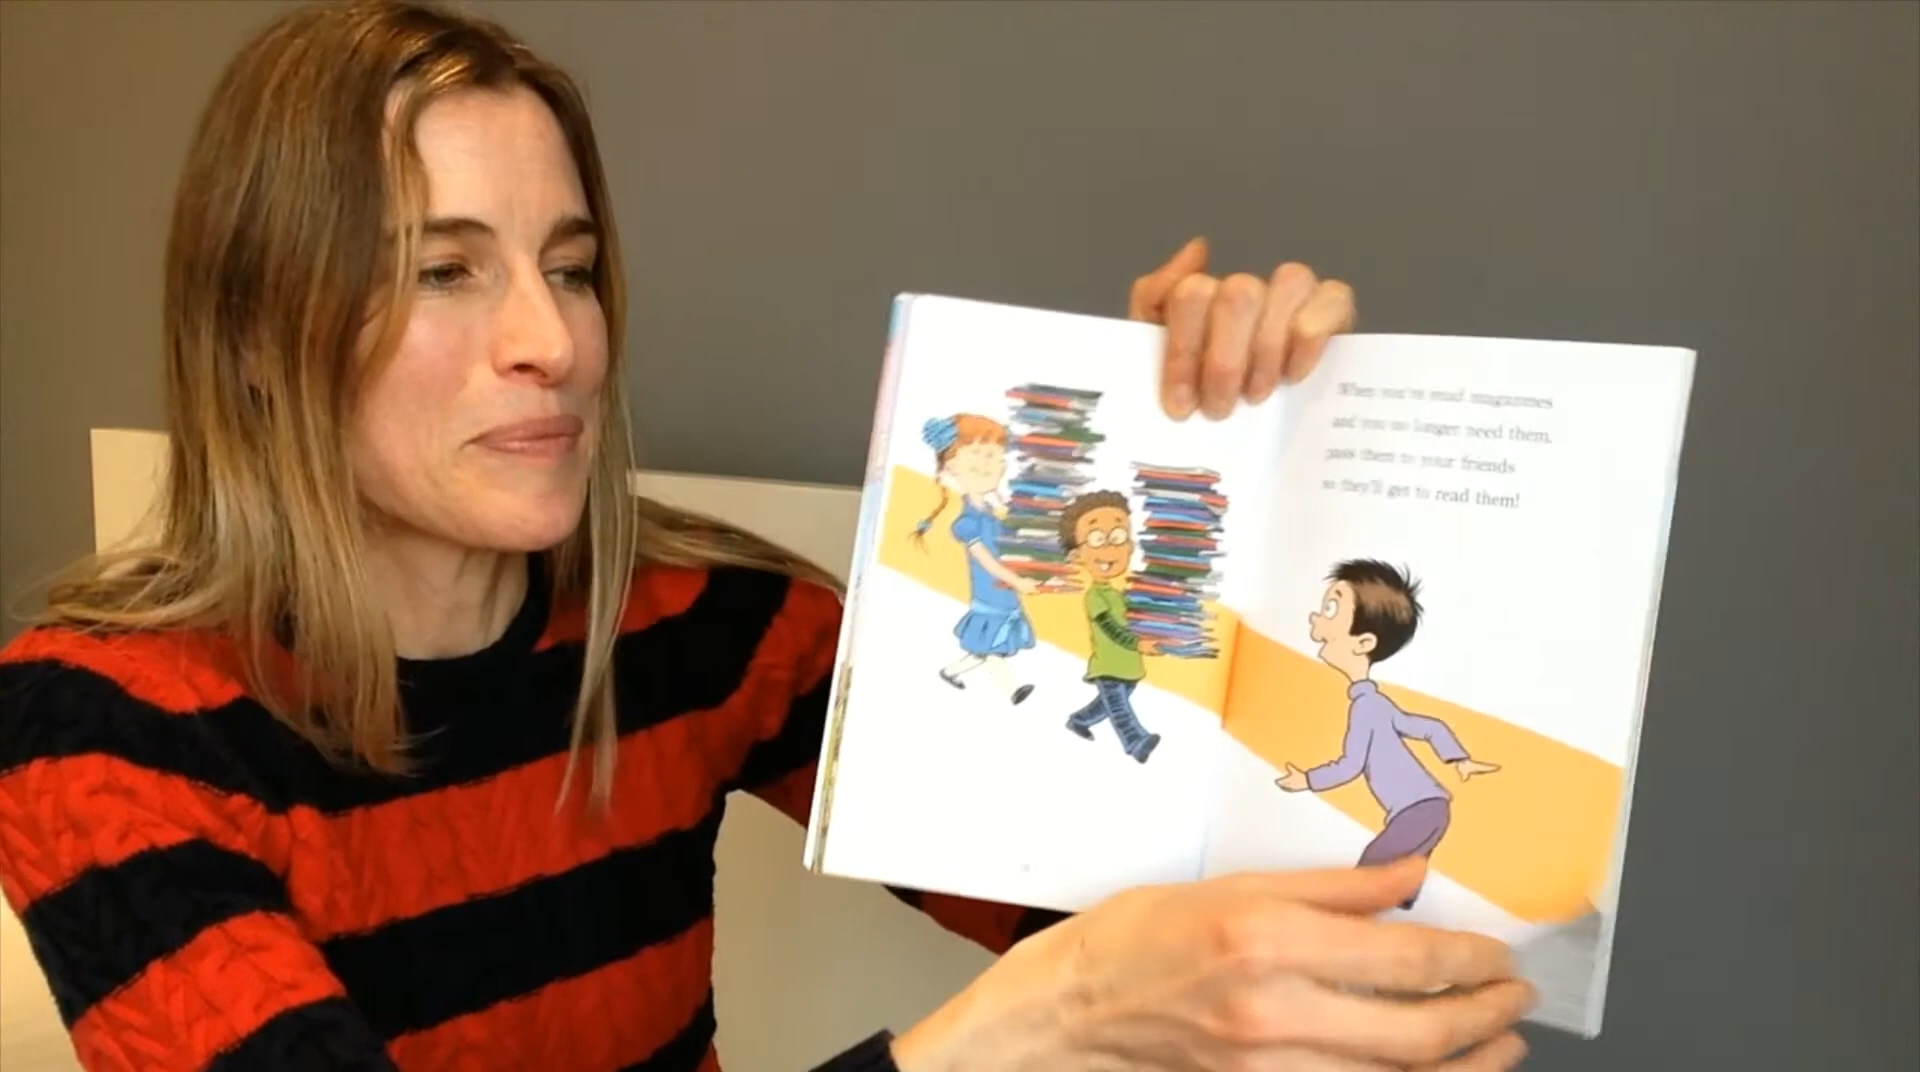 When you've read magazines
and you no longer need them,
pass them to your friends
so they'll get to read them!